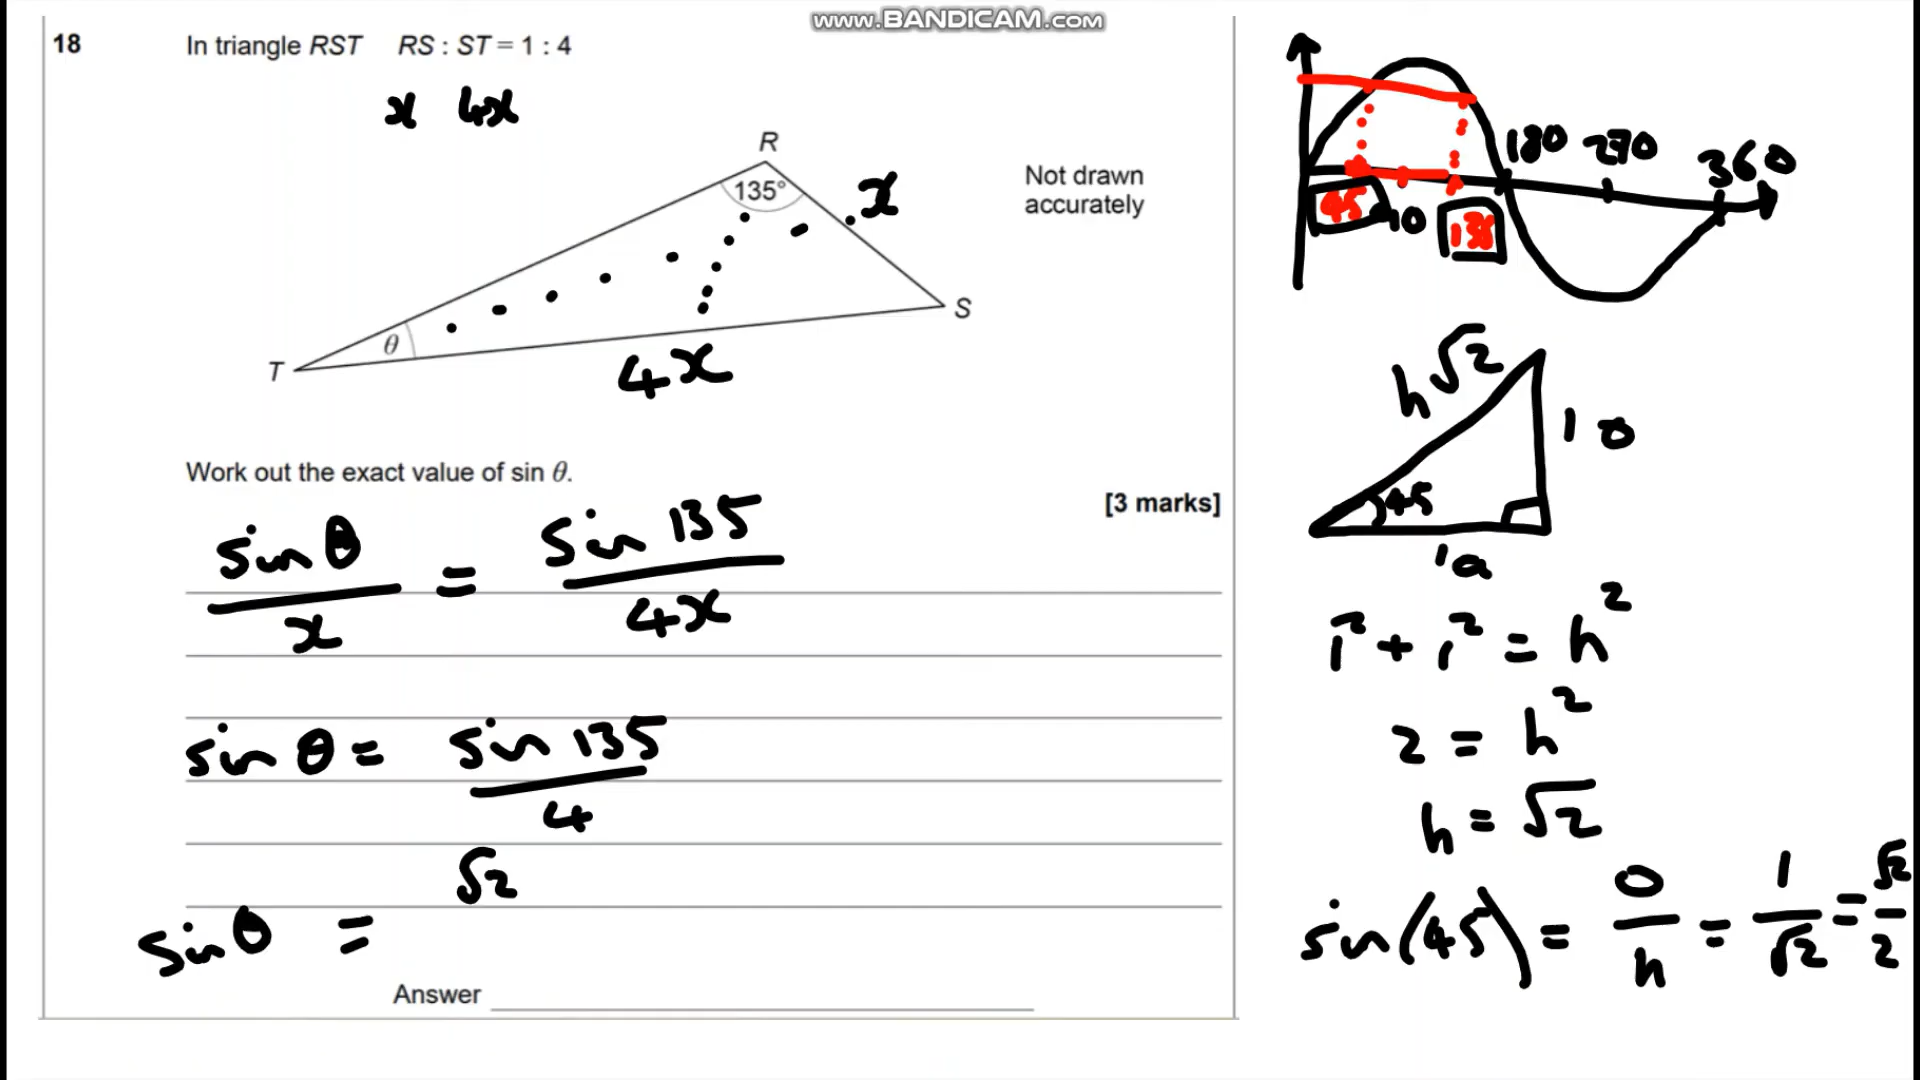 www.BANDICAM.com
18 In triangle RST RS : ST = 1 : 4
x 4x
R
135°
x
Not drawn
accurately
S
θ
T
4x
Work out the exact value of sin θ.
[3 marks]
sin θ / x = sin 135 / 4x
sin θ = sin 135 / 4
√2
sin θ =
Answer
180 270 360
45 90 135
h √2
1 o
45
1 a
1² + 1² = h²
2 = h²
h = √2
sin(45) = o / h = 1 / √2 = √2 / 2